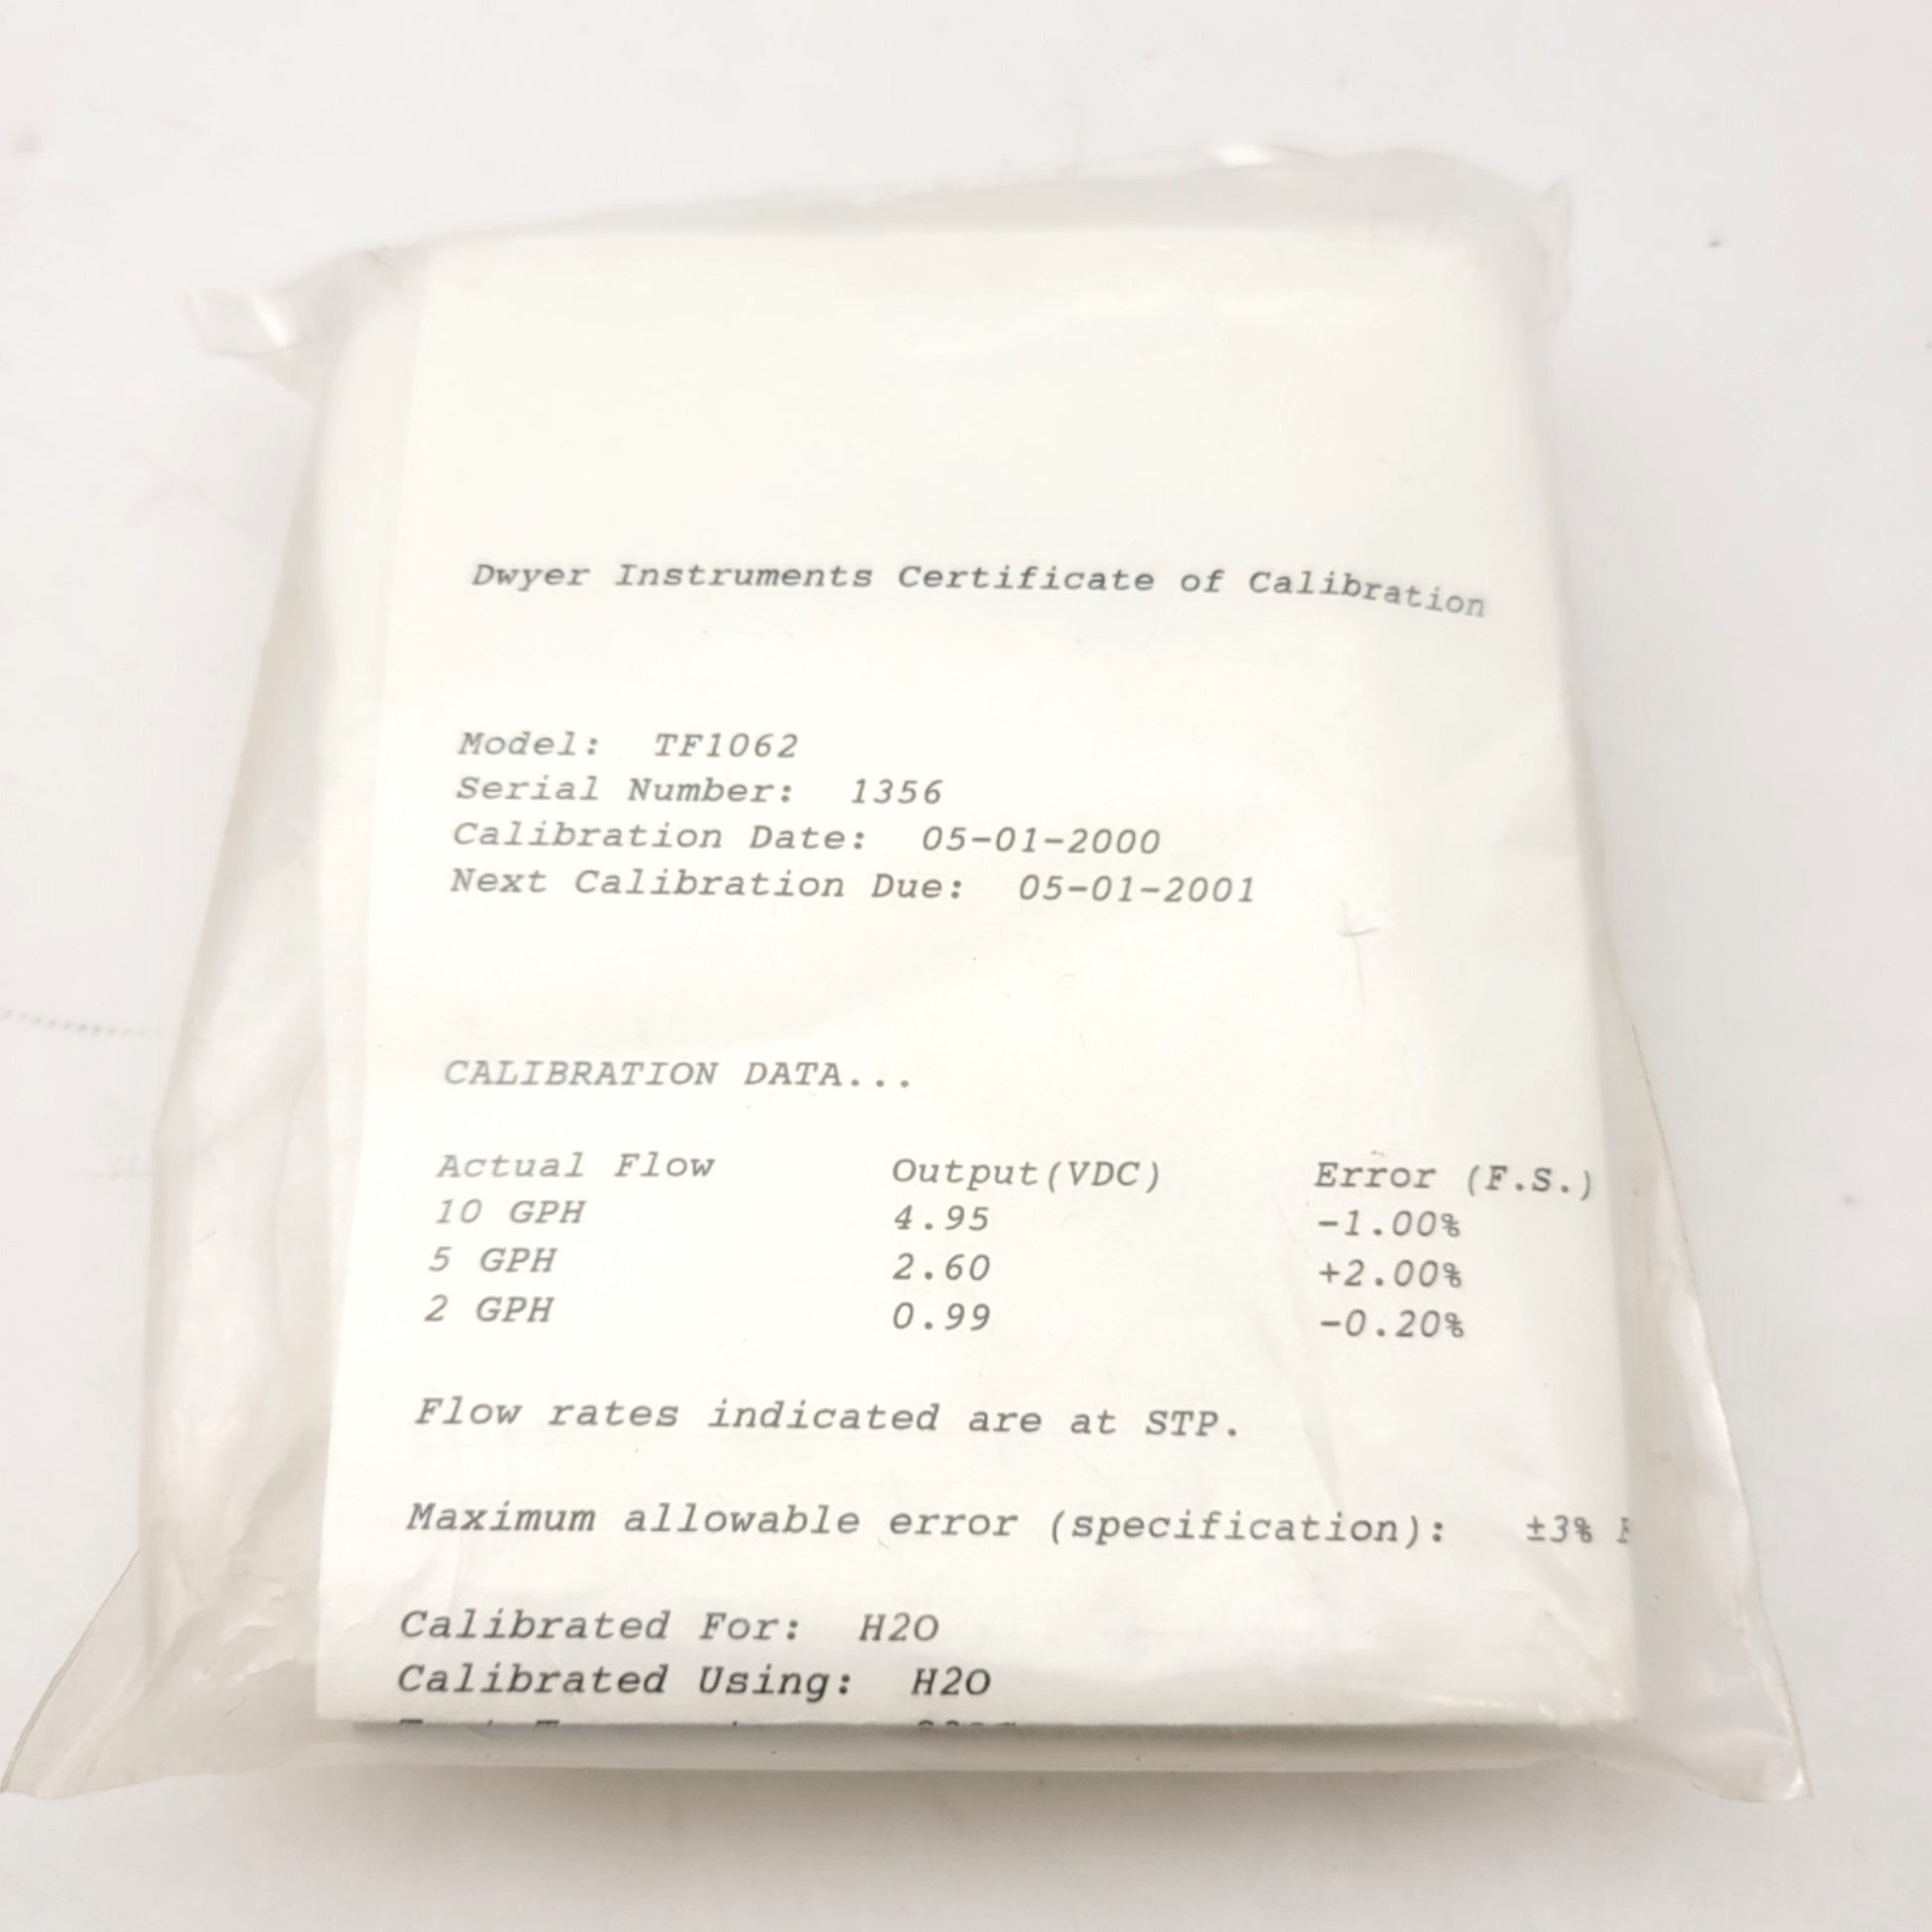 Dwyer Instruments Certificate of Calibration
Model: TF1062
Serial Number: 1356
Calibration Date: 05-01-2000
Next Calibration Due: 05-01-2001
CALIBRATION DATA...
Actual Flow Output(VDC) Error (F.S.)
10 GPH 4.95 -1.00%
5 GPH 2.60 +2.00%
2 GPH 0.99 -0.20%
Flow rates indicated are at STP.
Maximum allowable error (specification): ±3%
Calibrated For: H2O
Calibrated Using: H2O